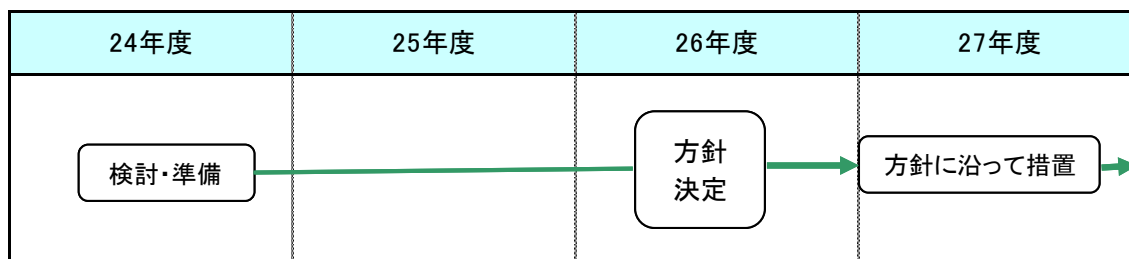 24年度
25年度
26年度
27年度
検討・準備
方針
決定
方針に沿って措置